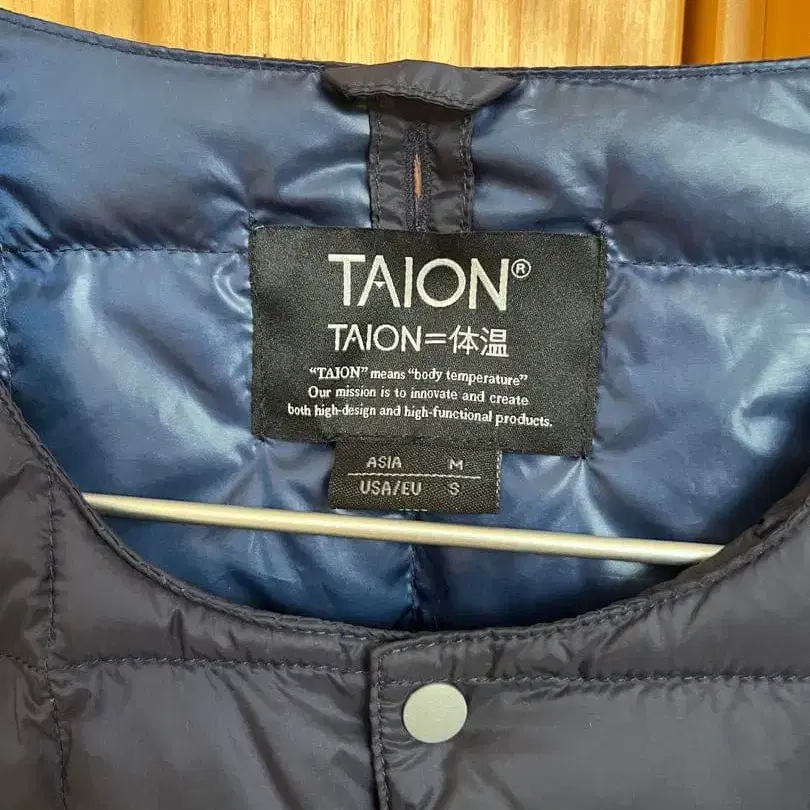 TAION®
TAION=体温
"TAION" means "body temperature"
Our mission is to innovate and create
both high-design and high-functional products.
ASIA M
USA/EU S